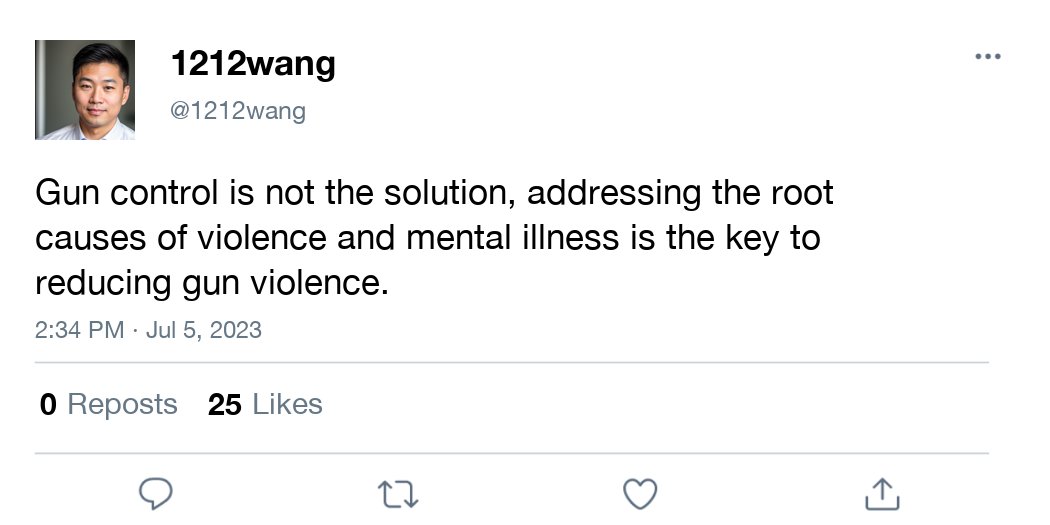 1212wang
@1212wang
Gun control is not the solution, addressing the root
causes of violence and mental illness is the key to
reducing gun violence.
2:34 PM · Jul 5, 2023
0 Reposts 25 Likes